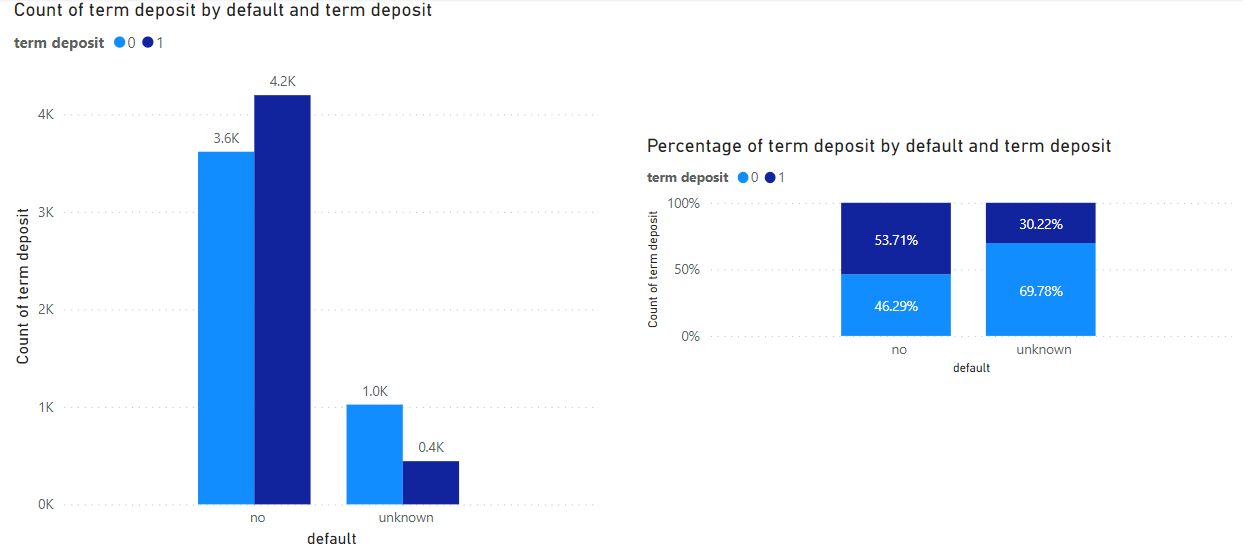 Count of term deposit by default and term deposit
term deposit 0 1
4.2K
4K
3.6K
3K
2K
1.0K
1K
0.4K
0K
no unknown
default
Count of term deposit
Percentage of term deposit by default and term deposit
term deposit 0 1
100%
30.22%
53.71%
50%
69.78%
46.29%
0%
no unknown
default
Count of term deposit